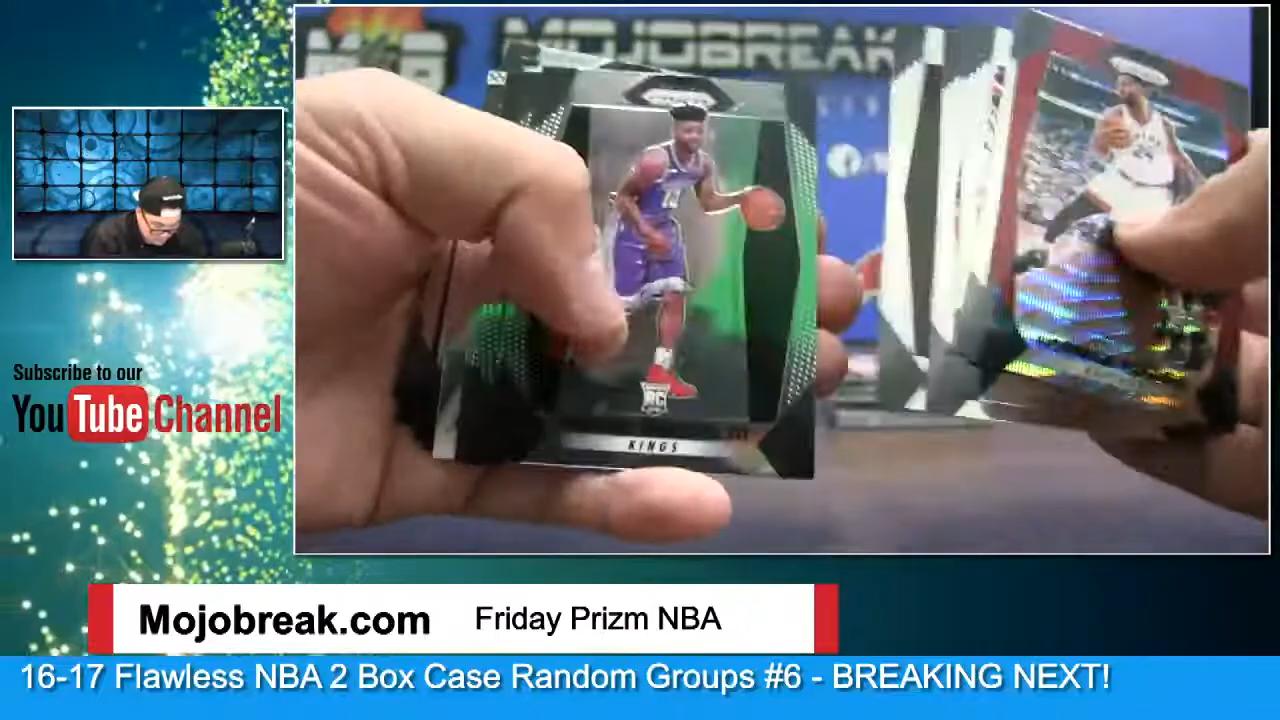 MOJOBREAK
PRIZM
RC
KINGS
Subscribe to our
YouTube Channel
Mojobreak.com
Friday Prizm NBA
16-17 Flawless NBA 2 Box Case Random Groups #6 - BREAKING NEXT!